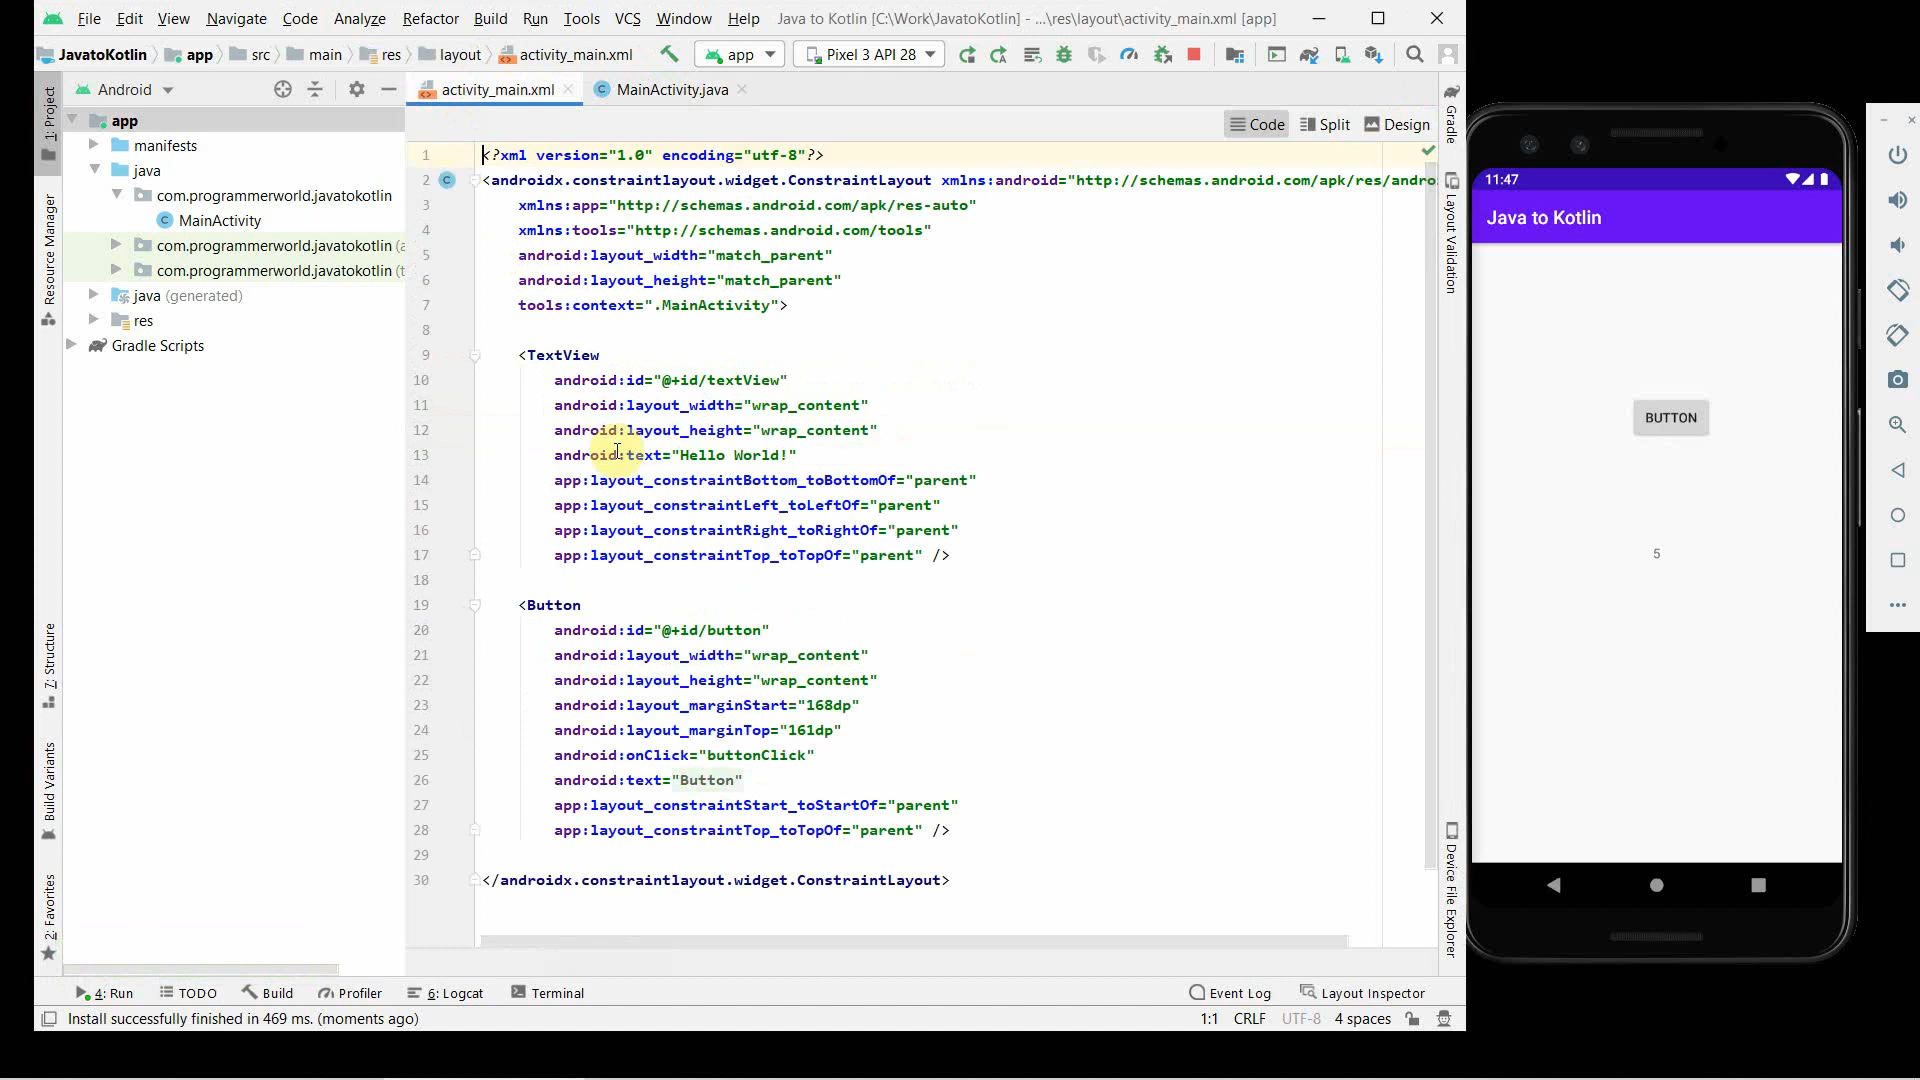 File Edit View Navigate Code Analyze Refactor Build Run Tools VCS Window Help Java to Kotlin [C:\Work\JavatoKotlin] - ...\res\layout\activity_main.xml [app]
JavatoKotlin app src main res layout activity_main.xml app Pixel 3 API 28
Android
activity_main.xml MainActivity.java
Code Split Design
1: Project
Resource Manager
7: Structure
Build Variants
2: Favorites
app
manifests
java
com.programmerworld.javatokotlin
MainActivity
com.programmerworld.javatokotlin (a
com.programmerworld.javatokotlin (t
java (generated)
res
Gradle Scripts
1 <?xml version="1.0" encoding="utf-8"?>
2 <androidx.constraintlayout.widget.ConstraintLayout xmlns:android="http://schemas.android.com/apk/res/andro
3 xmlns:app="http://schemas.android.com/apk/res-auto"
4 xmlns:tools="http://schemas.android.com/tools"
5 android:layout_width="match_parent"
6 android:layout_height="match_parent"
7 tools:context=".MainActivity">
8
9 <TextView
10 android:id="@+id/textView"
11 android:layout_width="wrap_content"
12 android:layout_height="wrap_content"
13 android:text="Hello World!"
14 app:layout_constraintBottom_toBottomOf="parent"
15 app:layout_constraintLeft_toLeftOf="parent"
16 app:layout_constraintRight_toRightOf="parent"
17 app:layout_constraintTop_toTopOf="parent" />
18
19 <Button
20 android:id="@+id/button"
21 android:layout_width="wrap_content"
22 android:layout_height="wrap_content"
23 android:layout_marginStart="168dp"
24 android:layout_marginTop="161dp"
25 android:onClick="buttonClick"
26 android:text="Button"
27 app:layout_constraintStart_toStartOf="parent"
28 app:layout_constraintTop_toTopOf="parent" />
29
30 </androidx.constraintlayout.widget.ConstraintLayout>
Gradle
Layout Validation
Device File Explorer
4: Run TODO Build Profiler 6: Logcat Terminal Event Log Layout Inspector
Install successfully finished in 469 ms. (moments ago) 1:1 CRLF UTF-8 4 spaces
11:47
Java to Kotlin
BUTTON
5